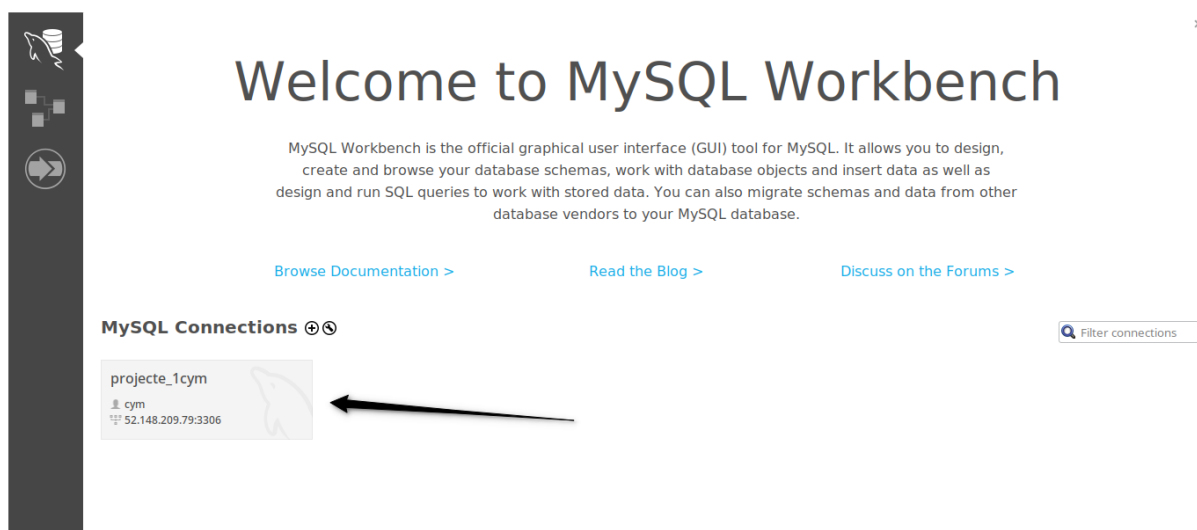 Welcome to MySQL Workbench
MySQL Workbench is the official graphical user interface (GUI) tool for MySQL. It allows you to design,
create and browse your database schemas, work with database objects and insert data as well as
design and run SQL queries to work with stored data. You can also migrate schemas and data from other
database vendors to your MySQL database.
Browse Documentation >
Read the Blog >
Discuss on the Forums >
MySQL Connections
Filter connections
projecte_1cym
cym
52.148.209.79:3306